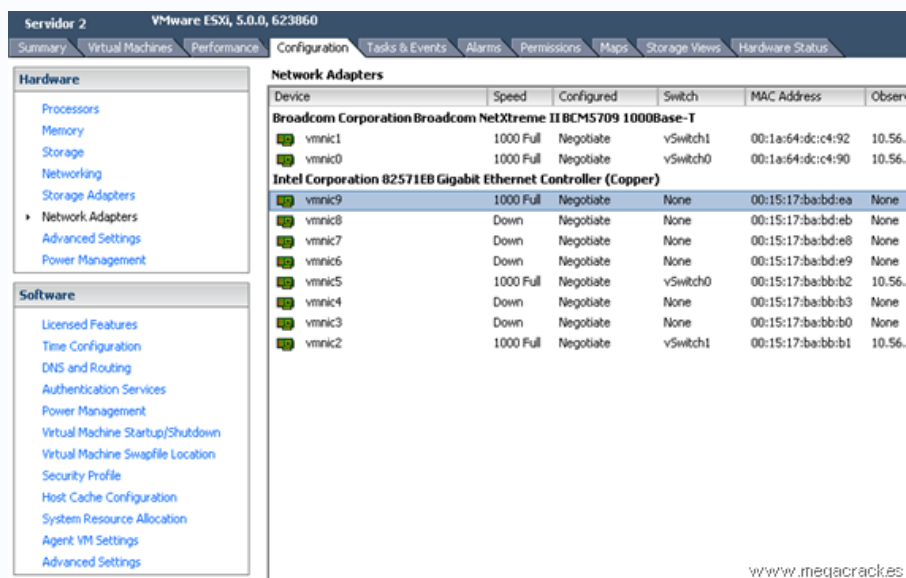 Servidor 2 VMware ESXi, 5.0.0, 623860
Summary Virtual Machines Performance Configuration Tasks & Events Alarms Permissions Maps Storage Views Hardware Status
Hardware
Processors
Memory
Storage
Networking
Storage Adapters
Network Adapters
Advanced Settings
Power Management
Software
Licensed Features
Time Configuration
DNS and Routing
Authentication Services
Power Management
Virtual Machine Startup/Shutdown
Virtual Machine Swapfile Location
Security Profile
Host Cache Configuration
System Resource Allocation
Agent VM Settings
Advanced Settings
Network Adapters
Device Speed Configured Switch MAC Address Observ
Broadcom Corporation Broadcom NetXtreme II BCM5709 1000Base-T
vmnic1 1000 Full Negotiate vSwitch1 00:1a:64:dc:c4:92 10.56.
vmnic0 1000 Full Negotiate vSwitch0 00:1a:64:dc:c4:90 10.56.
Intel Corporation 82571EB Gigabit Ethernet Controller (Copper)
vmnic9 1000 Full Negotiate None 00:15:17:ba:bd:ea None
vmnic8 Down Negotiate None 00:15:17:ba:bd:eb None
vmnic7 Down Negotiate None 00:15:17:ba:bd:e8 None
vmnic6 Down Negotiate None 00:15:17:ba:bd:e9 None
vmnic5 1000 Full Negotiate vSwitch0 00:15:17:ba:bb:b2 10.56.
vmnic4 Down Negotiate None 00:15:17:ba:bb:b3 None
vmnic3 Down Negotiate None 00:15:17:ba:bb:b0 None
vmnic2 1000 Full Negotiate vSwitch1 00:15:17:ba:bb:b1 10.56.
www.megacrack.es